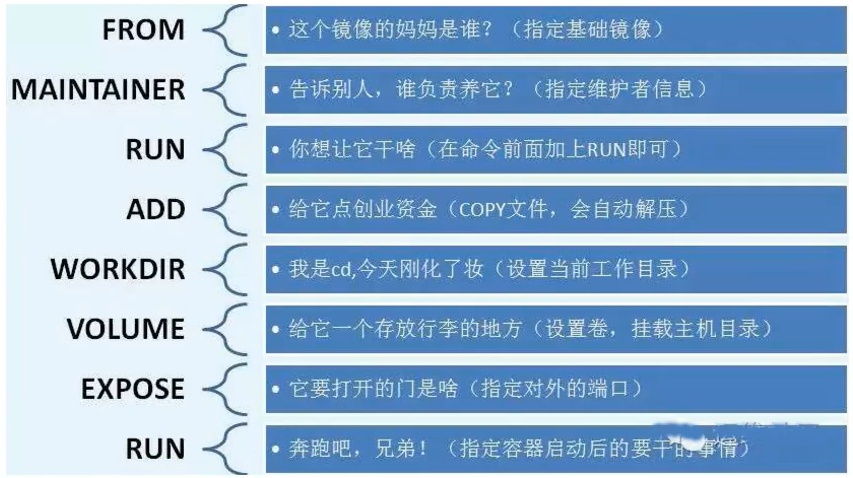 FROM
• 这个镜像的妈妈是谁？（指定基础镜像）
MAINTAINER
• 告诉别人，谁负责养它？（指定维护者信息）
RUN
• 你想让它干啥（在命令前面加上RUN即可）
ADD
• 给它点创业资金（COPY文件，会自动解压）
WORKDIR
• 我是cd,今天刚化了妆（设置当前工作目录）
VOLUME
• 给它一个存放行李的地方（设置卷，挂载主机目录）
EXPOSE
• 它要打开的门是啥（指定对外的端口）
RUN
• 奔跑吧，兄弟！（指定容器启动后的要干的事情）